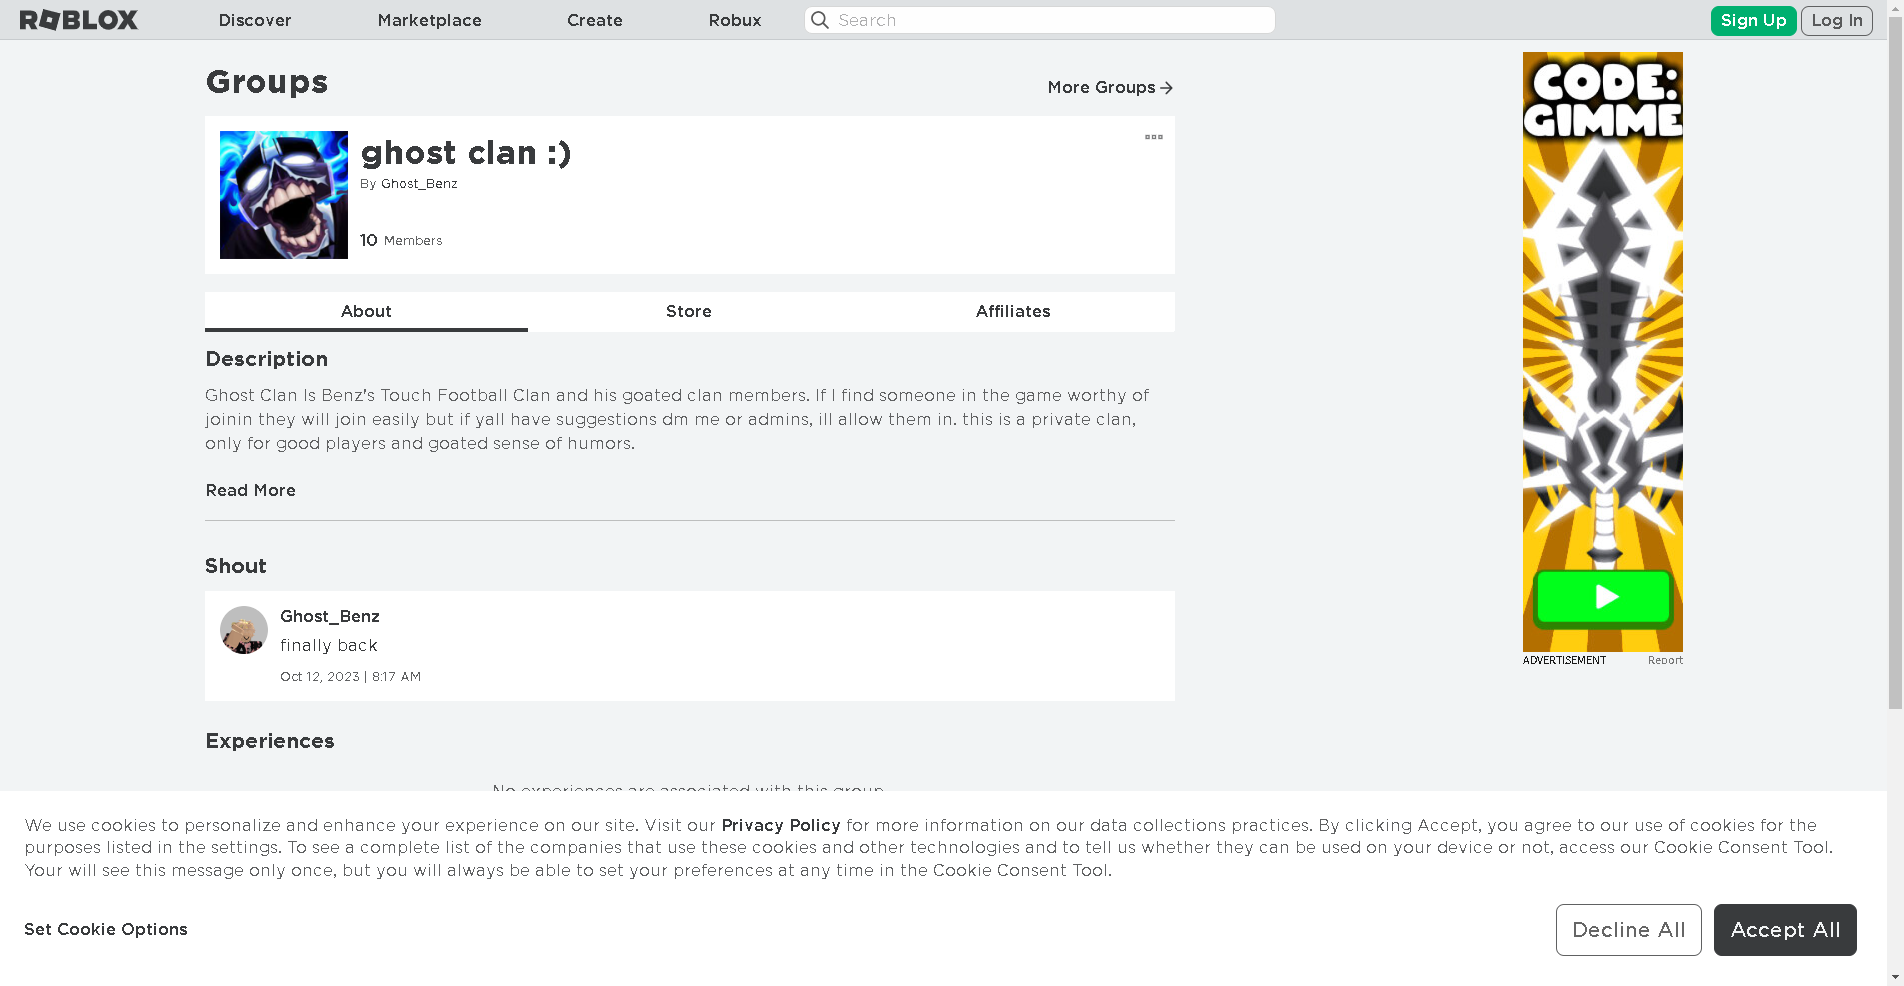 ROBLOX Discover Marketplace Create Robux Search Sign Up Log In
Groups
More Groups
ghost clan :)
By Ghost_Benz
10 Members
About Store Affiliates
Description
Ghost Clan Is Benz's Touch Football Clan and his goated clan members. If I find someone in the game worthy of
joinin they will join easily but if yall have suggestions dm me or admins, ill allow them in. this is a private clan,
only for good players and goated sense of humors.
Read More
Shout
Ghost_Benz
finally back
Oct 12, 2023 | 8:17 AM
Experiences
No experiences are associated with this group
CODE:
GIMME
ADVERTISEMENT Report
We use cookies to personalize and enhance your experience on our site. Visit our Privacy Policy for more information on our data collections practices. By clicking Accept, you agree to our use of cookies for the
purposes listed in the settings. To see a complete list of the companies that use these cookies and other technologies and to tell us whether they can be used on your device or not, access our Cookie Consent Tool.
Your will see this message only once, but you will always be able to set your preferences at any time in the Cookie Consent Tool.
Set Cookie Options
Decline All Accept All